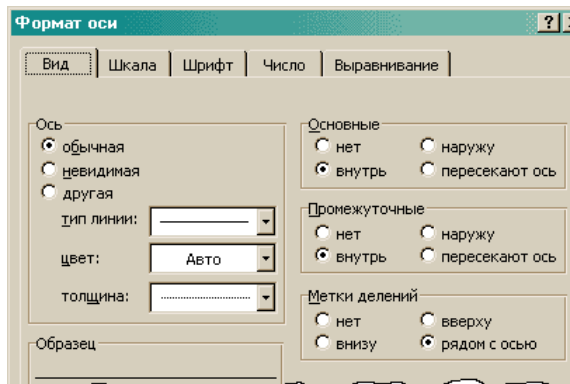 Формат оси
Вид Шкала Шрифт Число Выравнивание
Ось
обычная
невидимая
другая
тип линии:
цвет: Авто
толщина:
Образец
Основные
нет наружу
внутрь пересекают ось
Промежуточные
нет наружу
внутрь пересекают ось
Метки делений
нет вверху
внизу рядом с осью